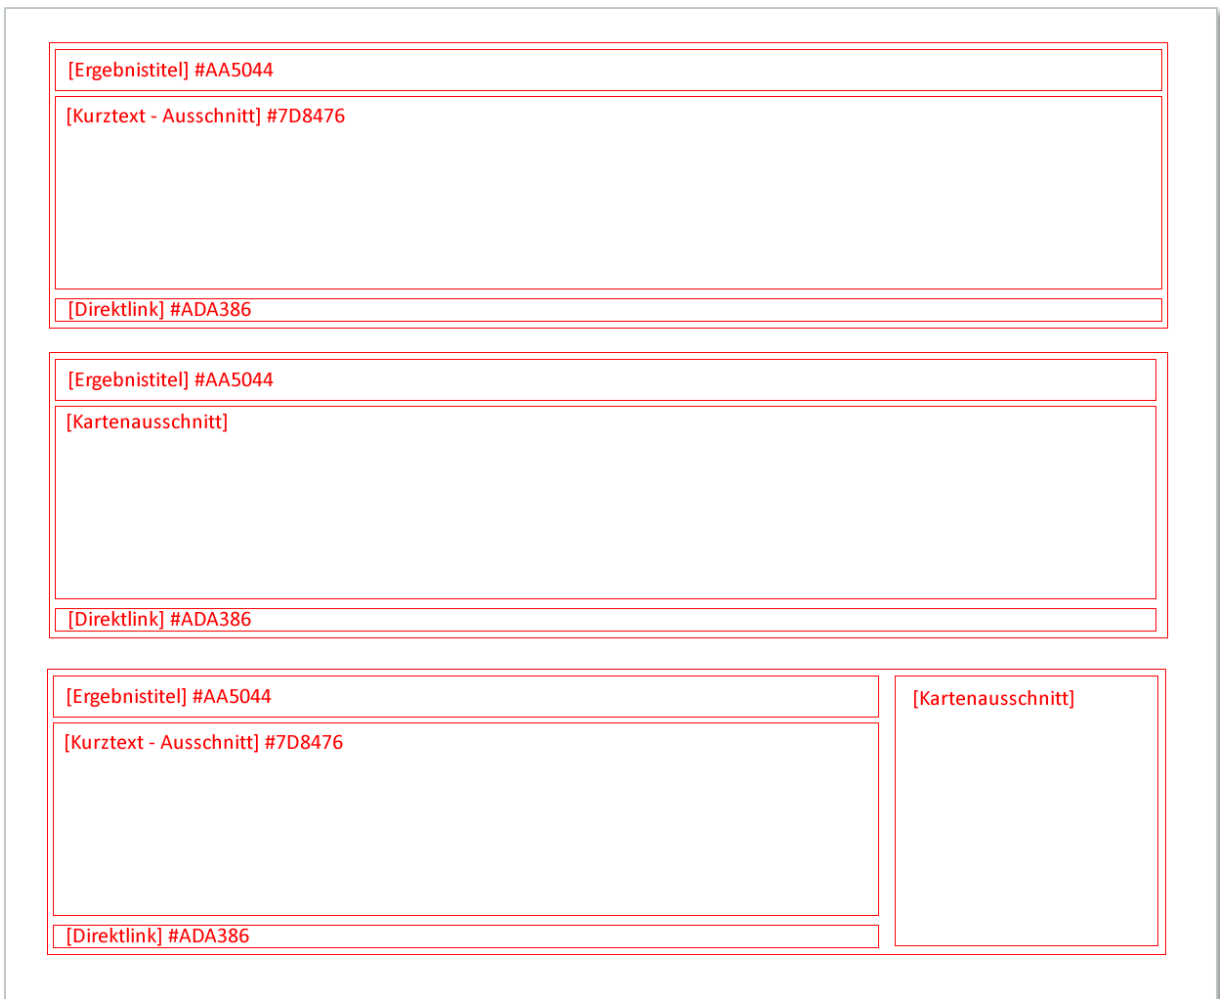 [Ergebnistitel] #AA5044
[Kurztext - Ausschnitt] #7D8476
[Direktlink] #ADA386
[Ergebnistitel] #AA5044
[Kartenausschnitt]
[Direktlink] #ADA386
[Ergebnistitel] #AA5044
[Kurztext - Ausschnitt] #7D8476
[Direktlink] #ADA386
[Kartenausschnitt]